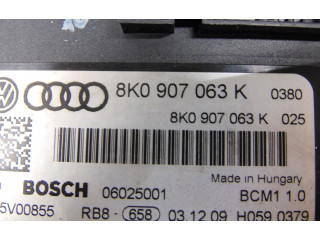 8K0 907 063 K 0380
8K0 907 063 K 025
Made in Hungary
BOSCH 06025001 BCM1 1.0
5V00855 RB8 - 658 03.12.09 H059 0379